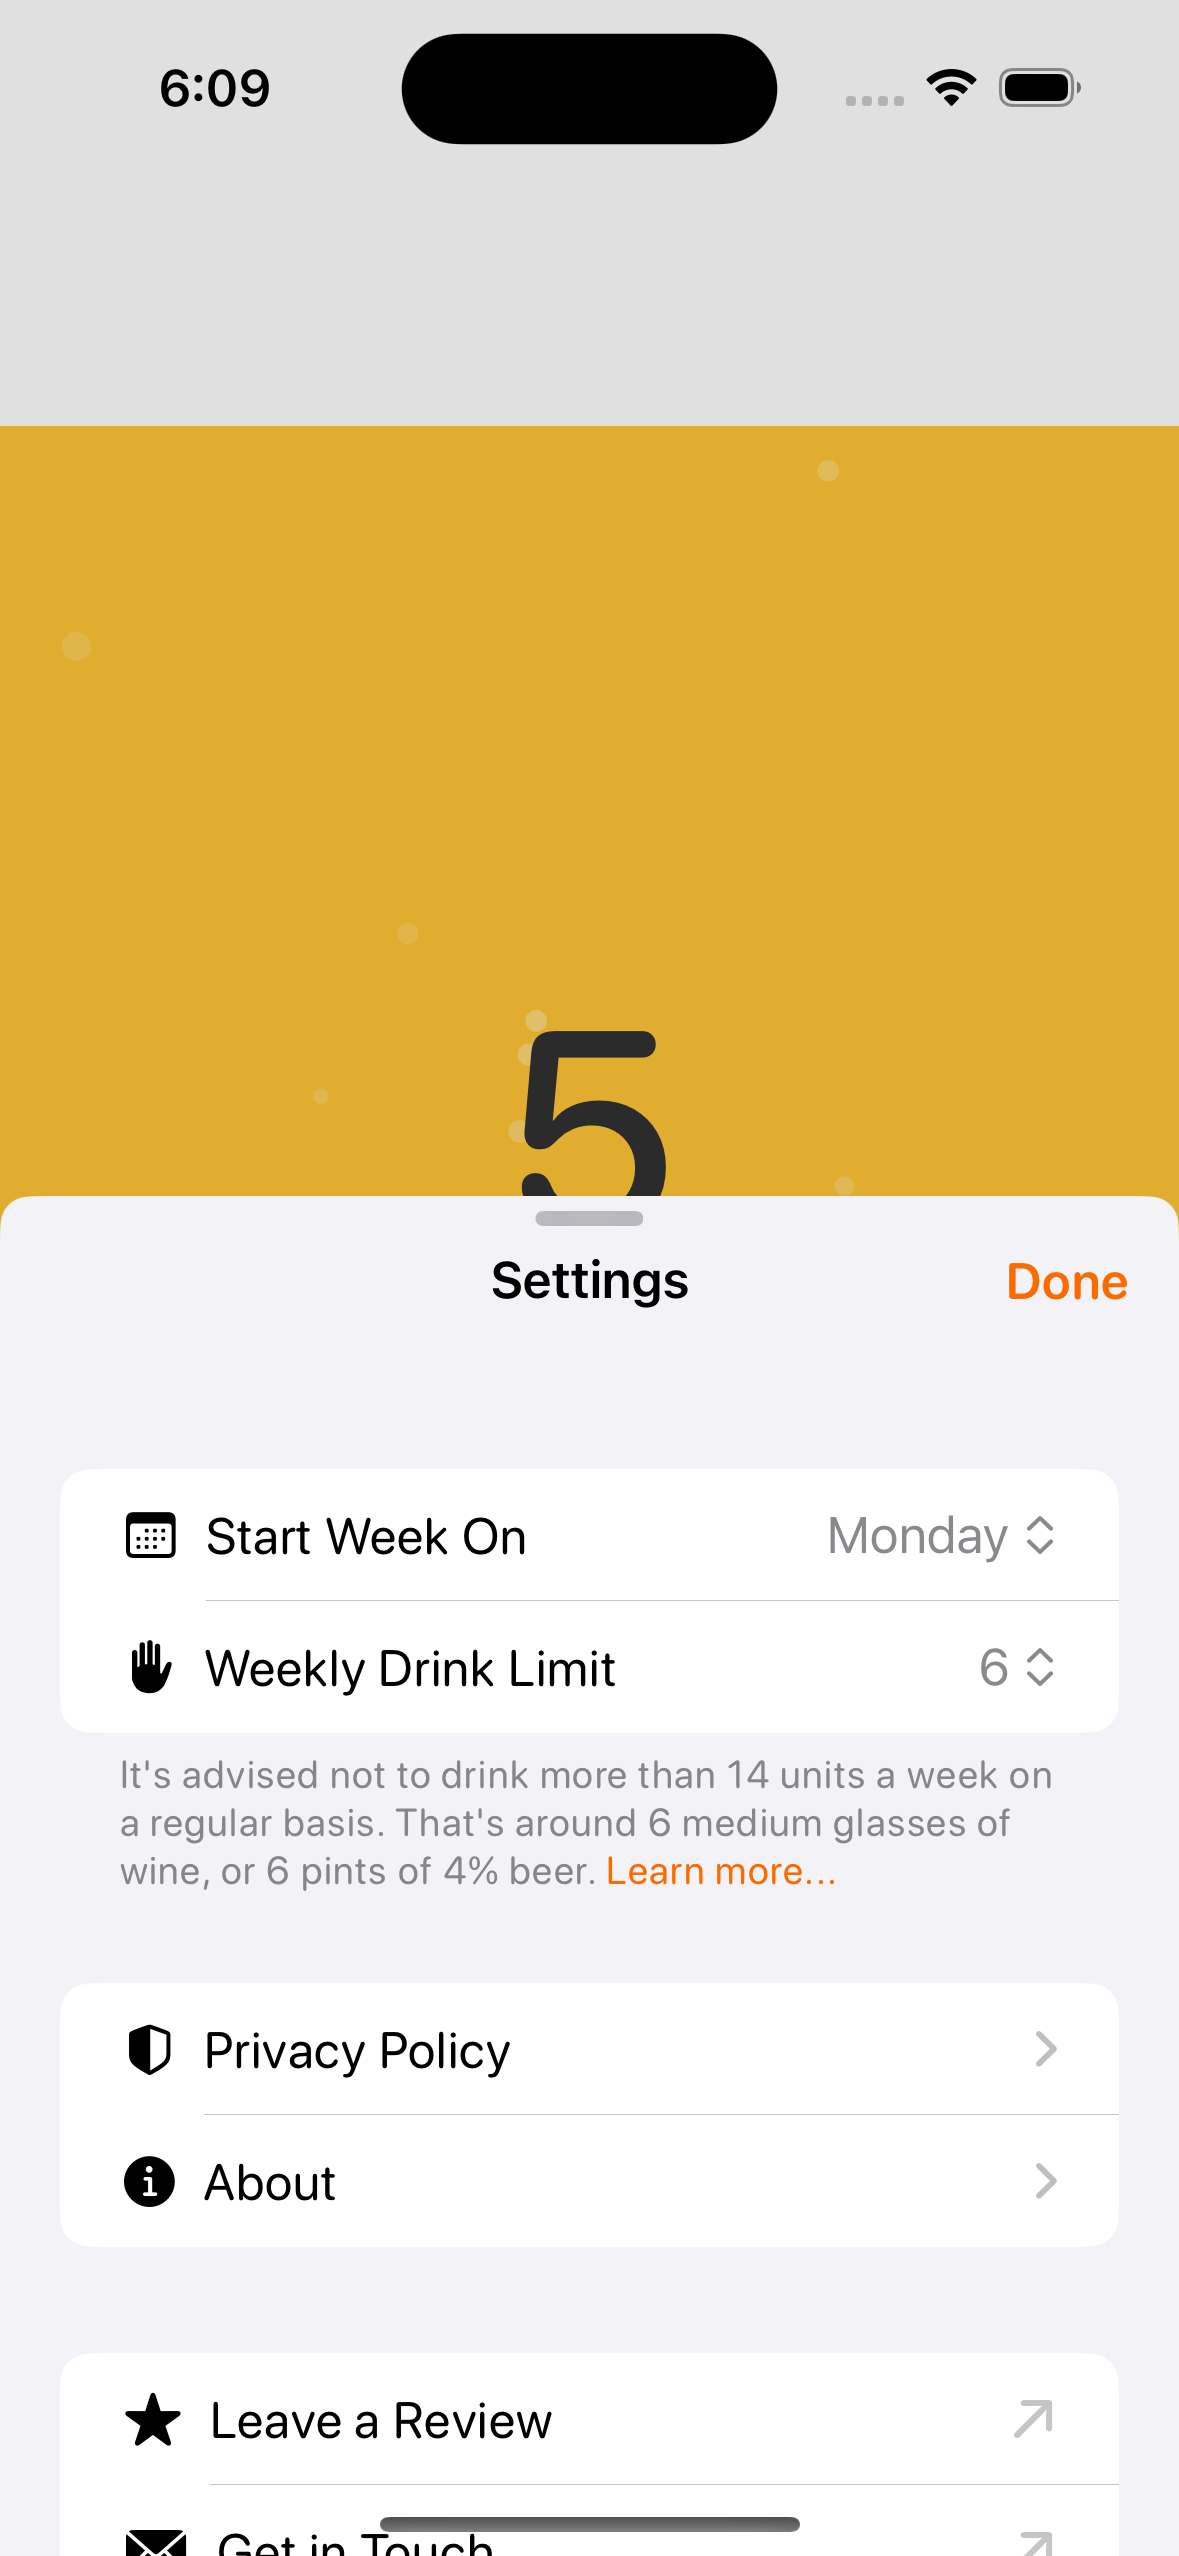 6:09
5
Settings
Done
Start Week On
Monday
Weekly Drink Limit
6
It's advised not to drink more than 14 units a week on
a regular basis. That's around 6 medium glasses of
wine, or 6 pints of 4% beer. Learn more...
Privacy Policy
About
Leave a Review
Get in Touch